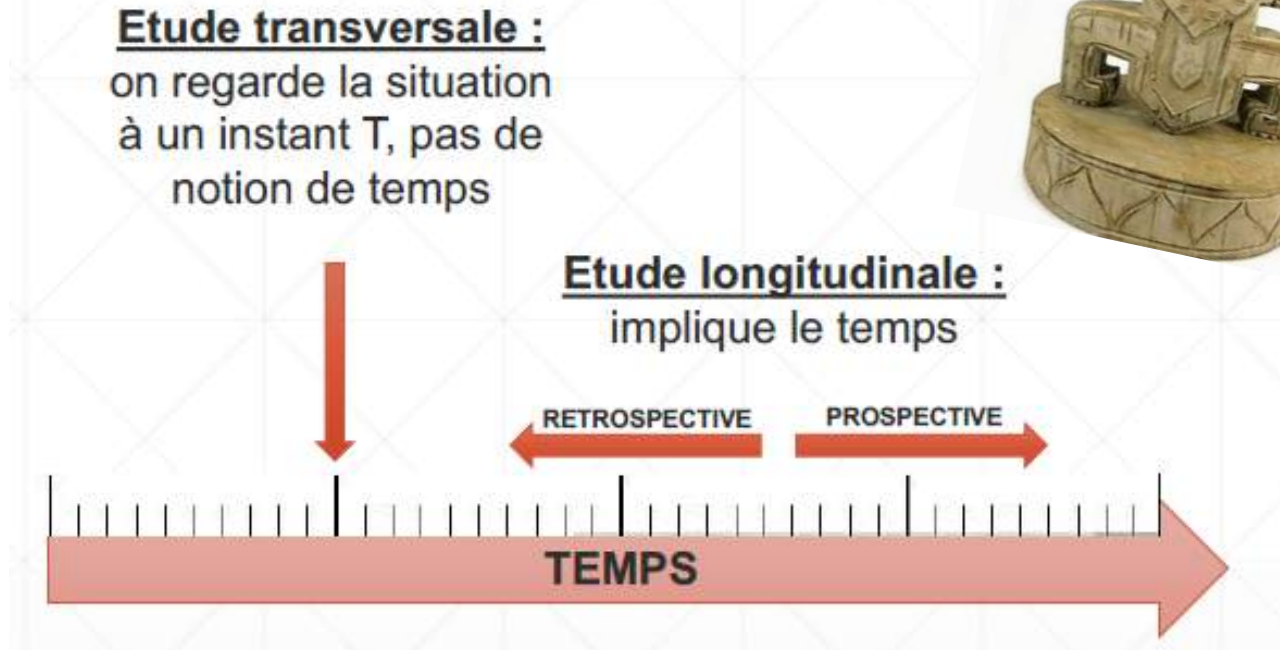 Etude transversale :
on regarde la situation
à un instant T, pas de
notion de temps
Etude longitudinale :
implique le temps
RETROSPECTIVE
PROSPECTIVE
TEMPS